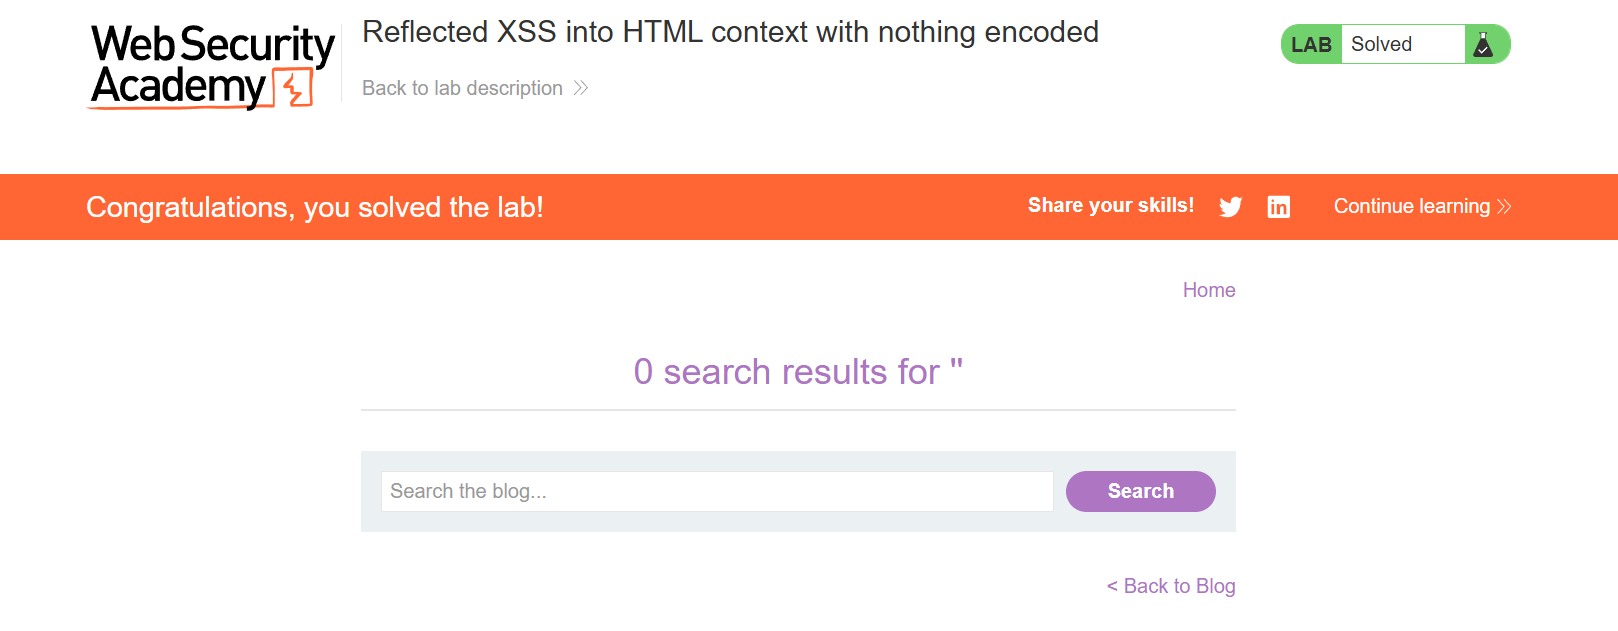 Web Security
Academy
Reflected XSS into HTML context with nothing encoded
Back to lab description
LAB Solved
Congratulations, you solved the lab!
Share your skills!
in
Continue learning
Home
0 search results for ''
Search the blog...
Search
< Back to Blog